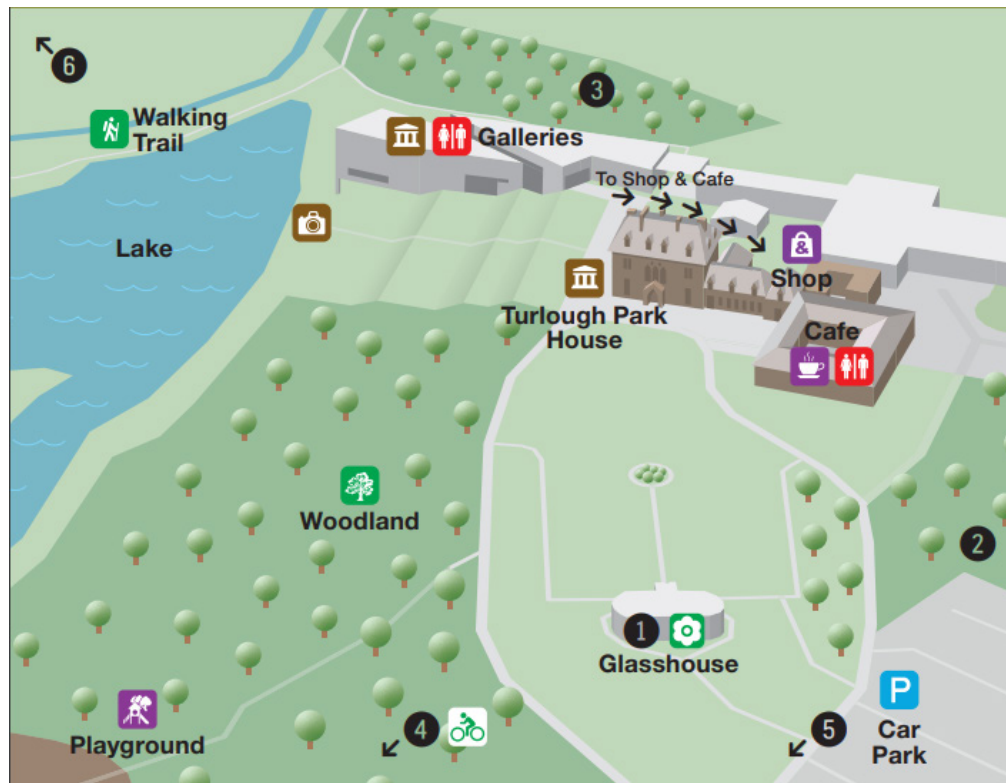 6
3
Walking
Trail
Galleries
To Shop & Cafe
Lake
&
Shop
Turlough Park
House
Cafe
Woodland
2
1
Glasshouse
Playground
4
5
P
Car
Park